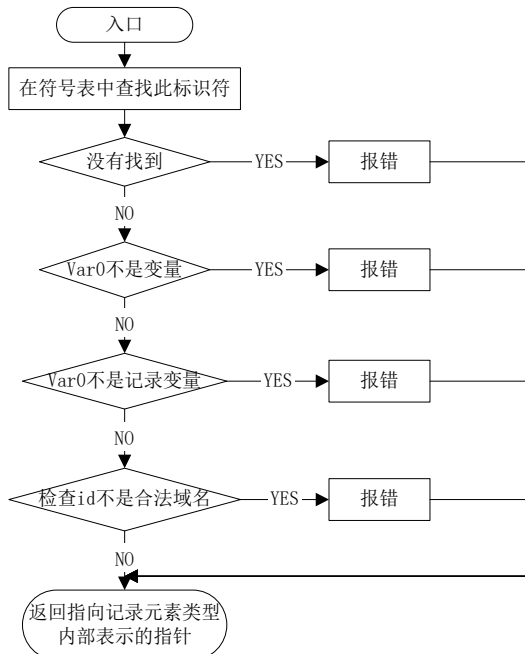 入口
在符号表中查找此标识符
没有找到
YES
报错
NO
Var0不是变量
YES
报错
NO
Var0不是记录变量
YES
报错
NO
检查id不是合法域名
YES
报错
NO
返回指向记录元素类型
内部表示的指针